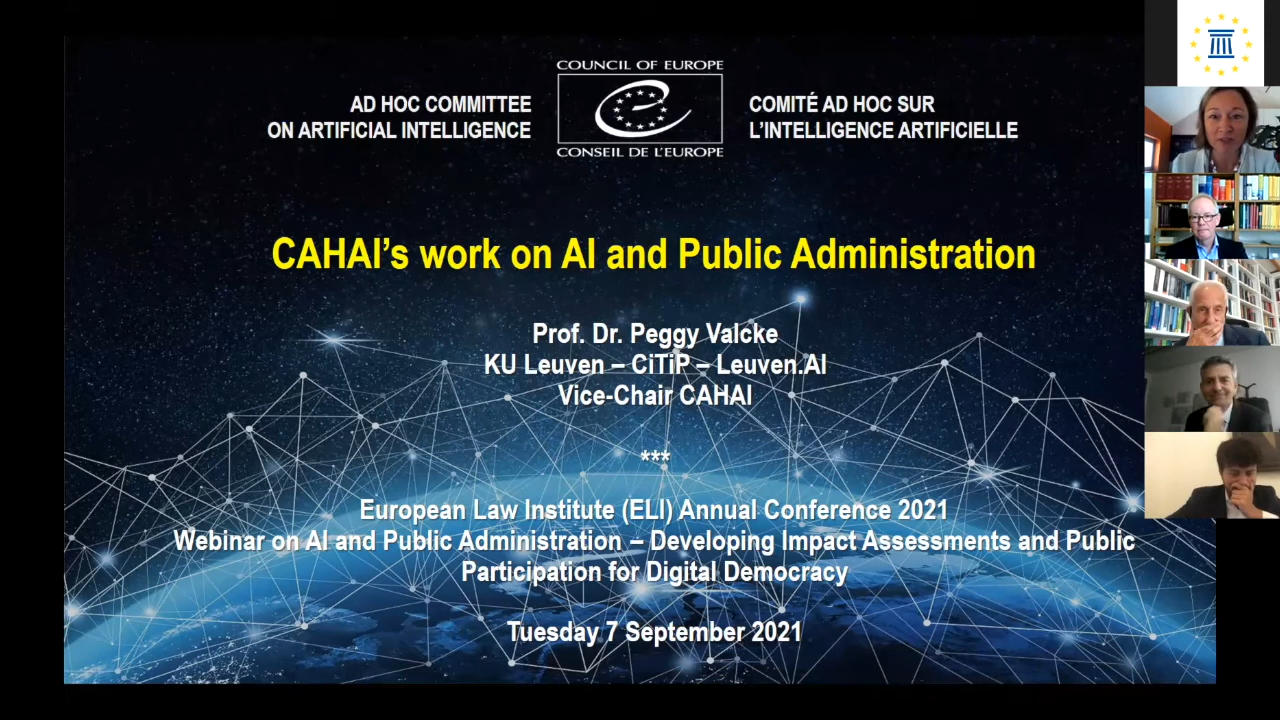 COUNCIL OF EUROPE
AD HOC COMMITTEE
ON ARTIFICIAL INTELLIGENCE
COMITÉ AD HOC SUR
L'INTELLIGENCE ARTIFICIELLE
CONSEIL DE L'EUROPE
CAHAI's work on AI and Public Administration
Prof. Dr. Peggy Valcke
KU Leuven – CiTiP – Leuven.AI
Vice-Chair CAHAI
***
European Law Institute (ELI) Annual Conference 2021
Webinar on AI and Public Administration – Developing Impact Assessments and Public
Participation for Digital Democracy
Tuesday 7 September 2021